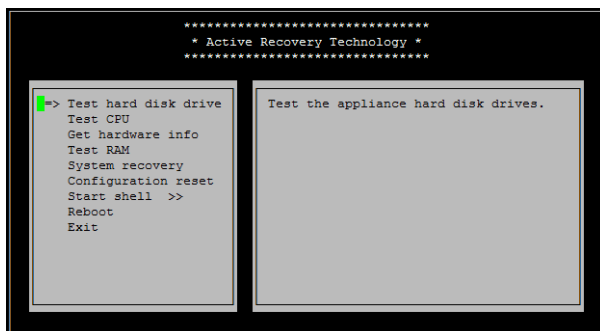 *******************************
* Active Recovery Technology *
*******************************
=> Test hard disk drive
Test CPU
Get hardware info
Test RAM
System recovery
Configuration reset
Start shell >>
Reboot
Exit
Test the appliance hard disk drives.